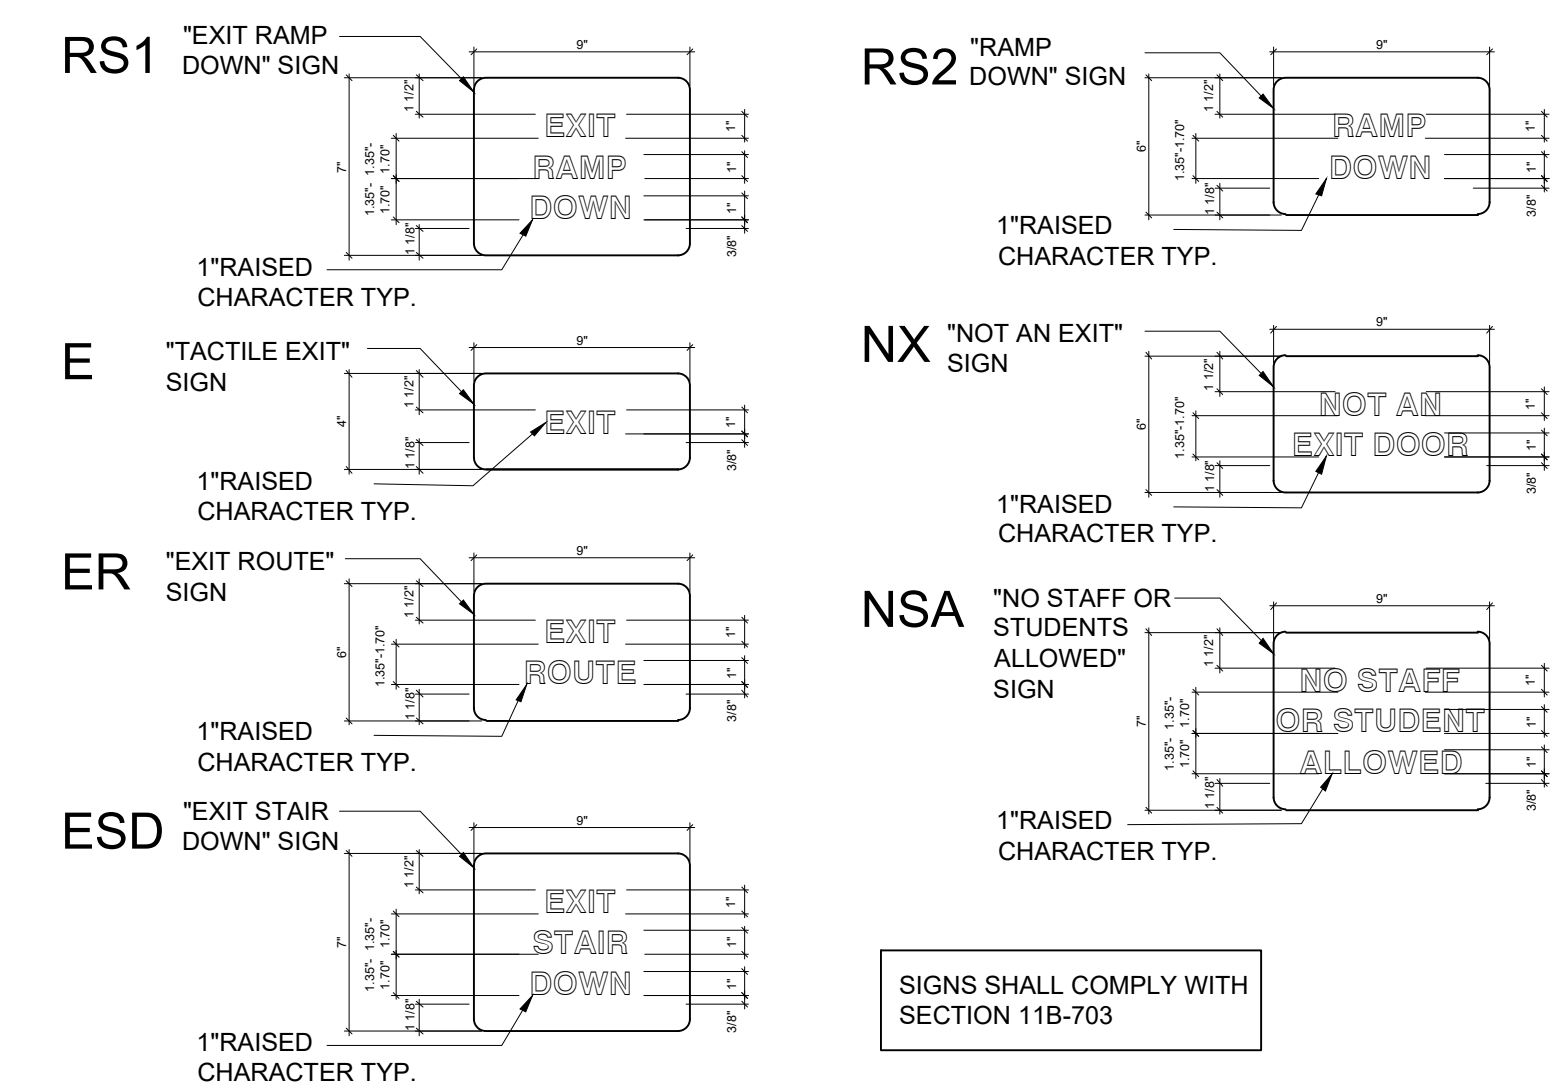 RS1
"EXIT RAMP
DOWN" SIGN
9"
7"
1 1/2"
1.35"-
1.70"
1.35"-
1.70"
1 1/8"
EXIT
RAMP
DOWN
1"
1"
1"
3/8"
1"RAISED
CHARACTER TYP.
E
"TACTILE EXIT"
SIGN
9"
4"
1 1/2"
1 1/8"
EXIT
1"
3/8"
1"RAISED
CHARACTER TYP.
ER
"EXIT ROUTE"
SIGN
9"
6"
1 1/2"
1.35"-1.70"
1 1/8"
EXIT
ROUTE
1"
1"
3/8"
1"RAISED
CHARACTER TYP.
ESD
"EXIT STAIR
DOWN" SIGN
9"
7"
1 1/2"
1.35"-
1.70"
1.35"-
1.70"
1 1/8"
EXIT
STAIR
DOWN
1"
1"
1"
3/8"
1"RAISED
CHARACTER TYP.
RS2
"RAMP
DOWN" SIGN
9"
6"
1 1/2"
1.35"-1.70"
1 1/8"
RAMP
DOWN
1"
1"
3/8"
1"RAISED
CHARACTER TYP.
NX
"NOT AN EXIT"
SIGN
9"
6"
1 1/2"
1.35"-1.70"
1 1/8"
NOT AN
EXIT DOOR
1"
1"
3/8"
1"RAISED
CHARACTER TYP.
NSA
"NO STAFF OR
STUDENTS
ALLOWED"
SIGN
9"
7"
1 1/2"
1.35"-
1.70"
1.35"-
1.70"
1 1/8"
NO STAFF
OR STUDENT
ALLOWED
1"
1"
1"
3/8"
1"RAISED
CHARACTER TYP.
SIGNS SHALL COMPLY WITH
SECTION 11B-703